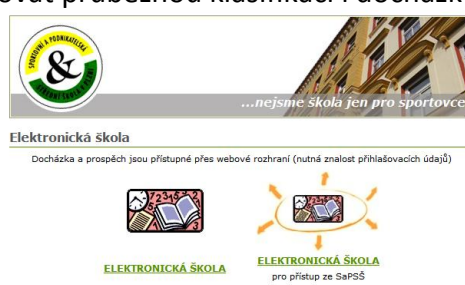 ...nejsme škola jen pro sportovce
Elektronická škola
Docházka a prospěch jsou přístupné přes webové rozhraní (nutná znalost přihlašovacích údajů)
ELEKTRONICKÁ ŠKOLA
ELEKTRONICKÁ ŠKOLA
pro přístup ze SaPSŠ